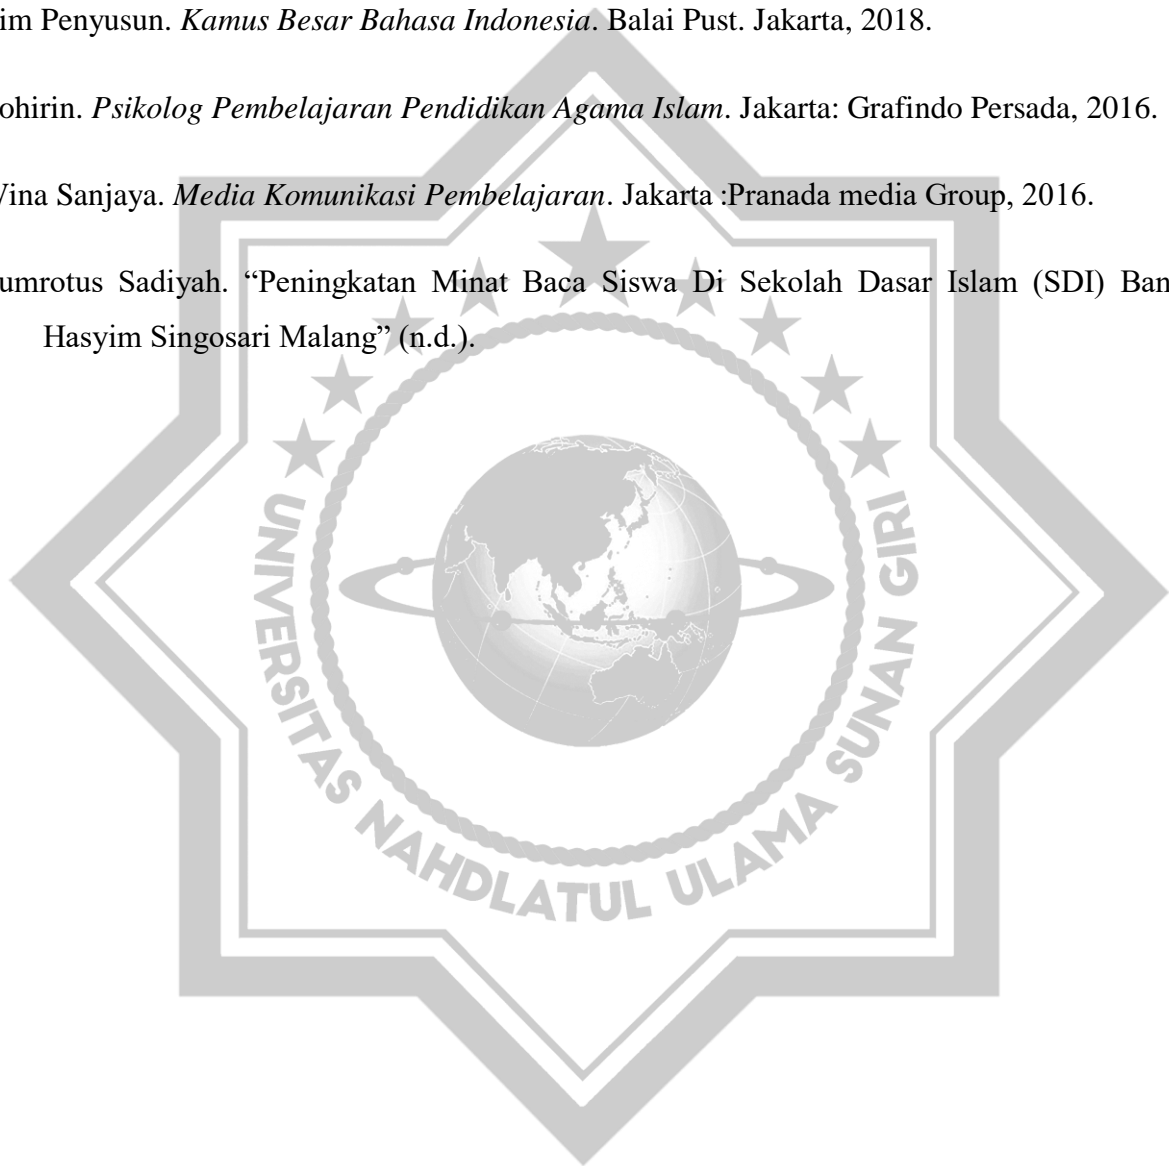 im Penyusun. Kamus Besar Bahasa Indonesia. Balai Pust. Jakarta, 2018.
ohirin. Psikolog Pembelajaran Pendidikan Agama Islam. Jakarta: Grafindo Persada, 2016.
Vina Sanjaya. Media Komunikasi Pembelajaran. Jakarta :Pranada media Group, 2016.
umrotus Sadiyah. “Peningkatan Minat Baca Siswa Di Sekolah Dasar Islam (SDI) Ban
Hasyim Singosari Malang” (n.d.).
UNIVERSITAS NAHDLATUL ULAMA SUNAN GIRI